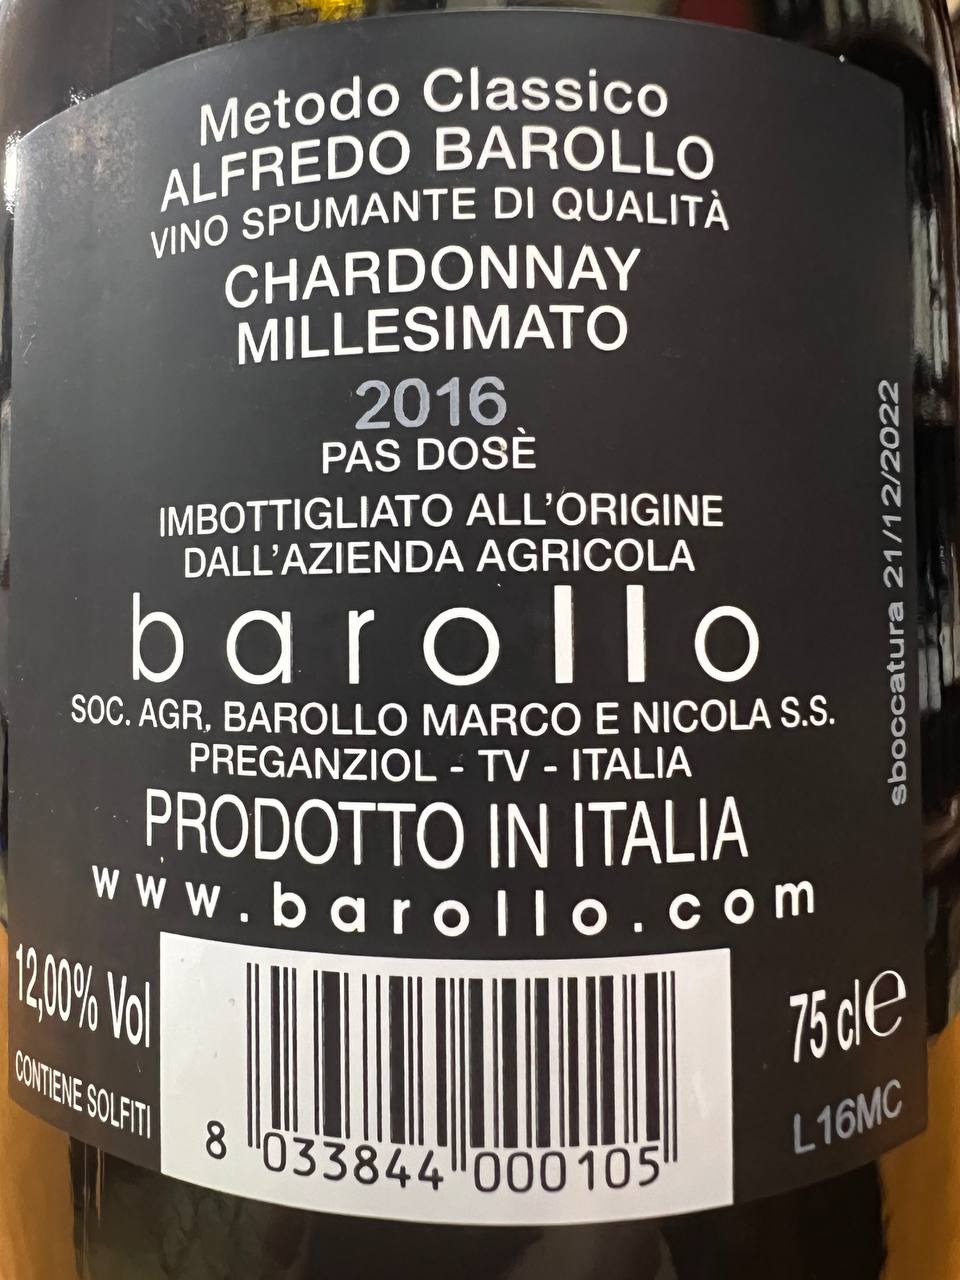 Metodo Classico
ALFREDO BAROLLO
VINO SPUMANTE DI QUALITÀ
CHARDONNAY
MILLESIMATO
2016
PAS DOSÈ
IMBOTTIGLIATO ALL'ORIGINE
DALL'AZIENDA AGRICOLA
barollo
SOC. AGR, BAROLLO MARCO E NICOLA S.S.
PREGANZIOL - TV - ITALIA
PRODOTTO IN ITALIA
www.barollo.com
12,00% Vol
CONTIENE SOLFITI
8 033844 000105
75 cl e
L16MC
sboccatura 21/12/2022